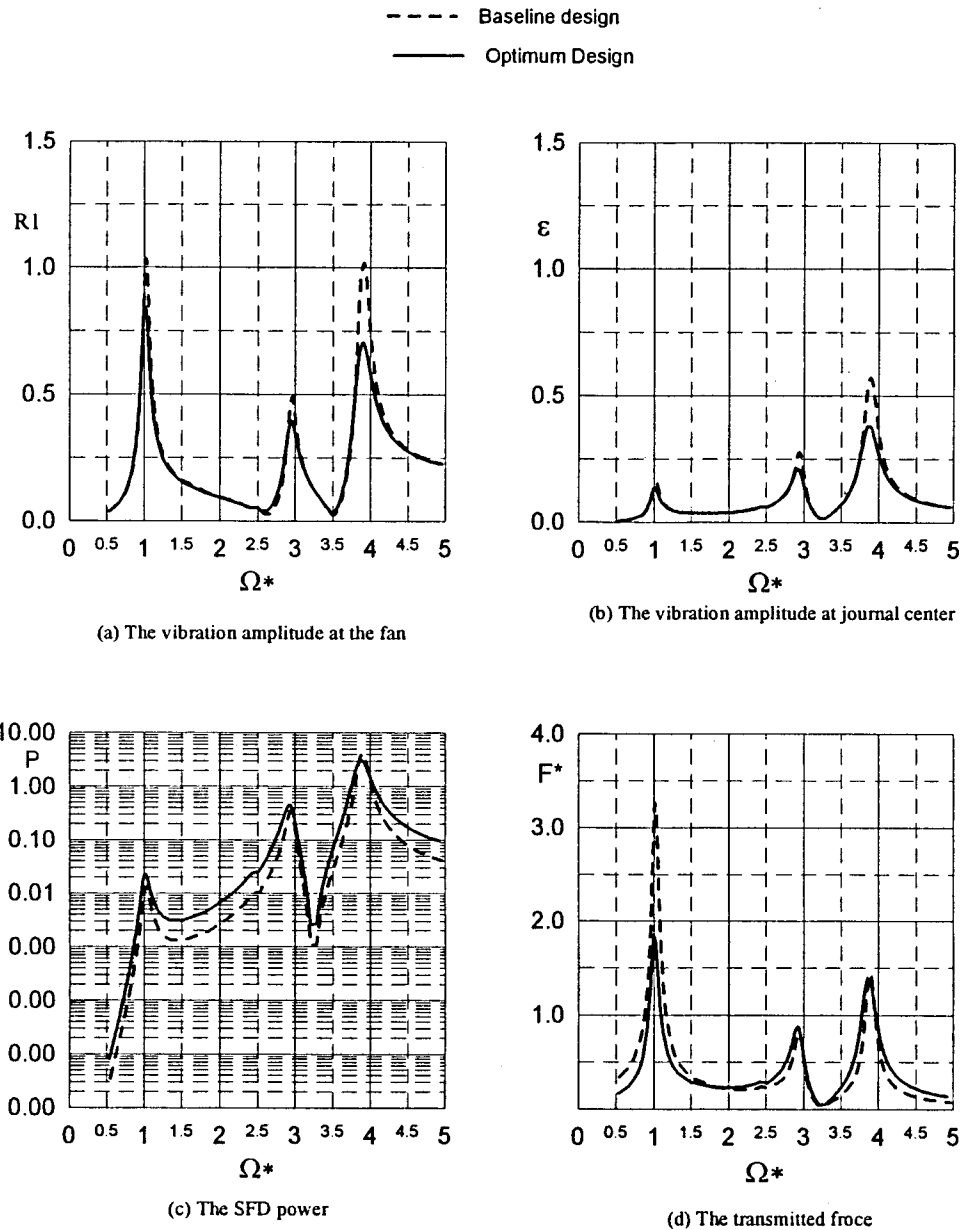 Baseline design
Optimum Design
1.5
R1
1.0
0.5
0.0
0 0.5 1 1.5 2 2.5 3 3.5 4 4.5 5
Ω*
(a) The vibration amplitude at the fan
1.5
ε
1.0
0.5
0.0
0 0.5 1 1.5 2 2.5 3 3.5 4 4.5 5
Ω*
(b) The vibration amplitude at journal center
10.00
P
1.00
0.10
0.01
0.00
0.00
0.00
0.00
0 0.5 1 1.5 2 2.5 3 3.5 4 4.5 5
Ω*
(c) The SFD power
4.0
F*
3.0
2.0
1.0
0 0.5 1 1.5 2 2.5 3 3.5 4 4.5 5
Ω*
(d) The transmitted froce